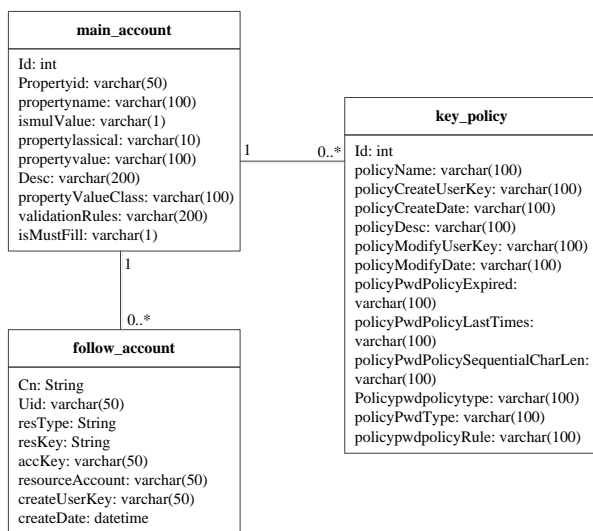 main_account
Id: int
Propertyid: varchar(50)
propertyname: varchar(100)
ismulValue: varchar(1)
propertylassical: varchar(10)
propertyvalue: varchar(100)
Desc: varchar(200)
propertyValueClass: varchar(100)
validationRules: varchar(200)
isMustFill: varchar(1)
1
0..*
1
0..*
key_policy
Id: int
policyName: varchar(100)
policyCreateUserKey: varchar(100)
policyCreateDate: varchar(100)
policyDesc: varchar(100)
policyModifyUserKey: varchar(100)
policyModifyDate: varchar(100)
policyPwdPolicyExpired:
varchar(100)
policyPwdPolicyLastTimes:
varchar(100)
policyPwdPolicySequentialCharLen:
varchar(100)
Policypwdpolicytype: varchar(100)
policyPwdType: varchar(100)
policypwdpolicyRule: varchar(100)
follow_account
Cn: String
Uid: varchar(50)
resType: String
resKey: String
accKey: varchar(50)
resourceAccount: varchar(50)
createUserKey: varchar(50)
createDate: datetime